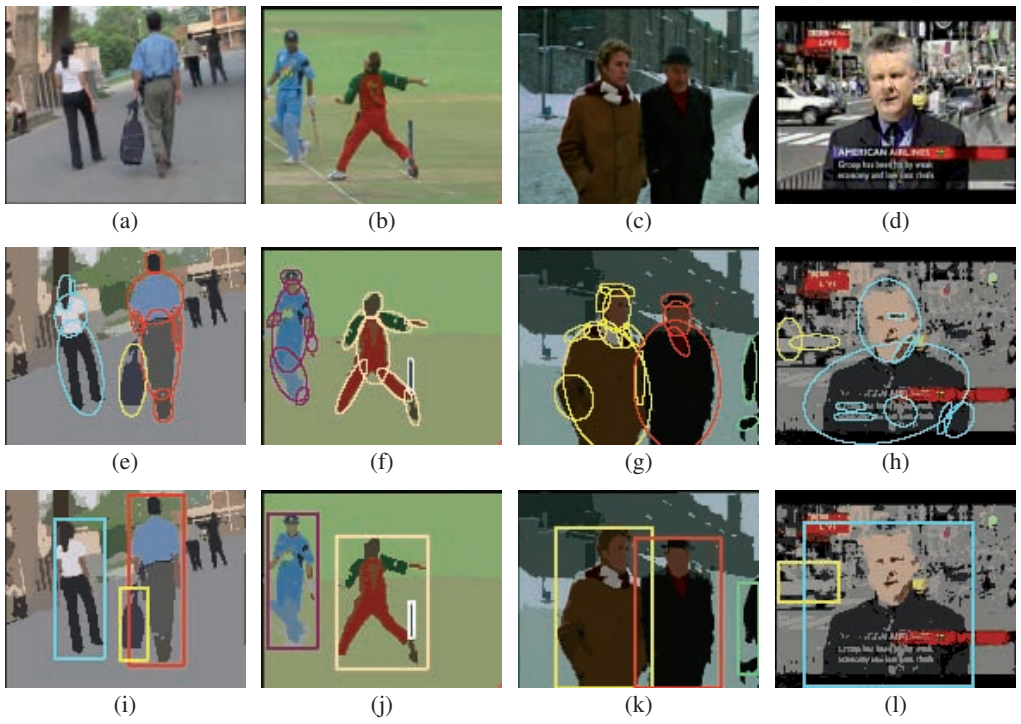 LIVE
AMERICAN AIRLINES
Group has been hit by weak
economy and low cost rivals
(a)
(b)
(c)
(d)
(e)
(f)
(g)
(h)
(i)
(j)
(k)
(l)